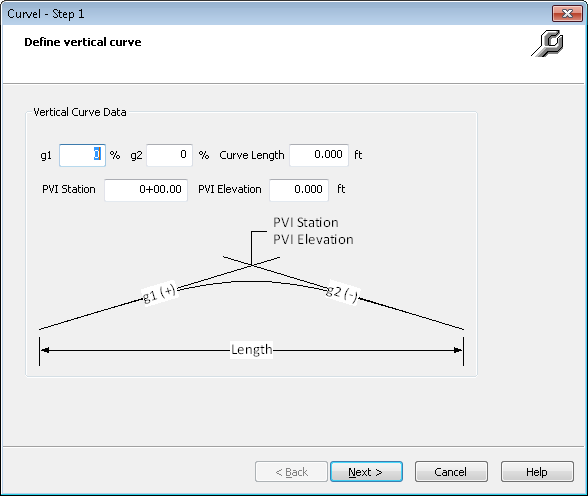 Curvel - Step 1
Define vertical curve
Vertical Curve Data
g1 0 % g2 0 % Curve Length 0.000 ft
PVI Station 0+00.00 PVI Elevation 0.000 ft
PVI Station
PVI Elevation
g1 (+) g2 (-)
Length
< Back Next > Cancel Help